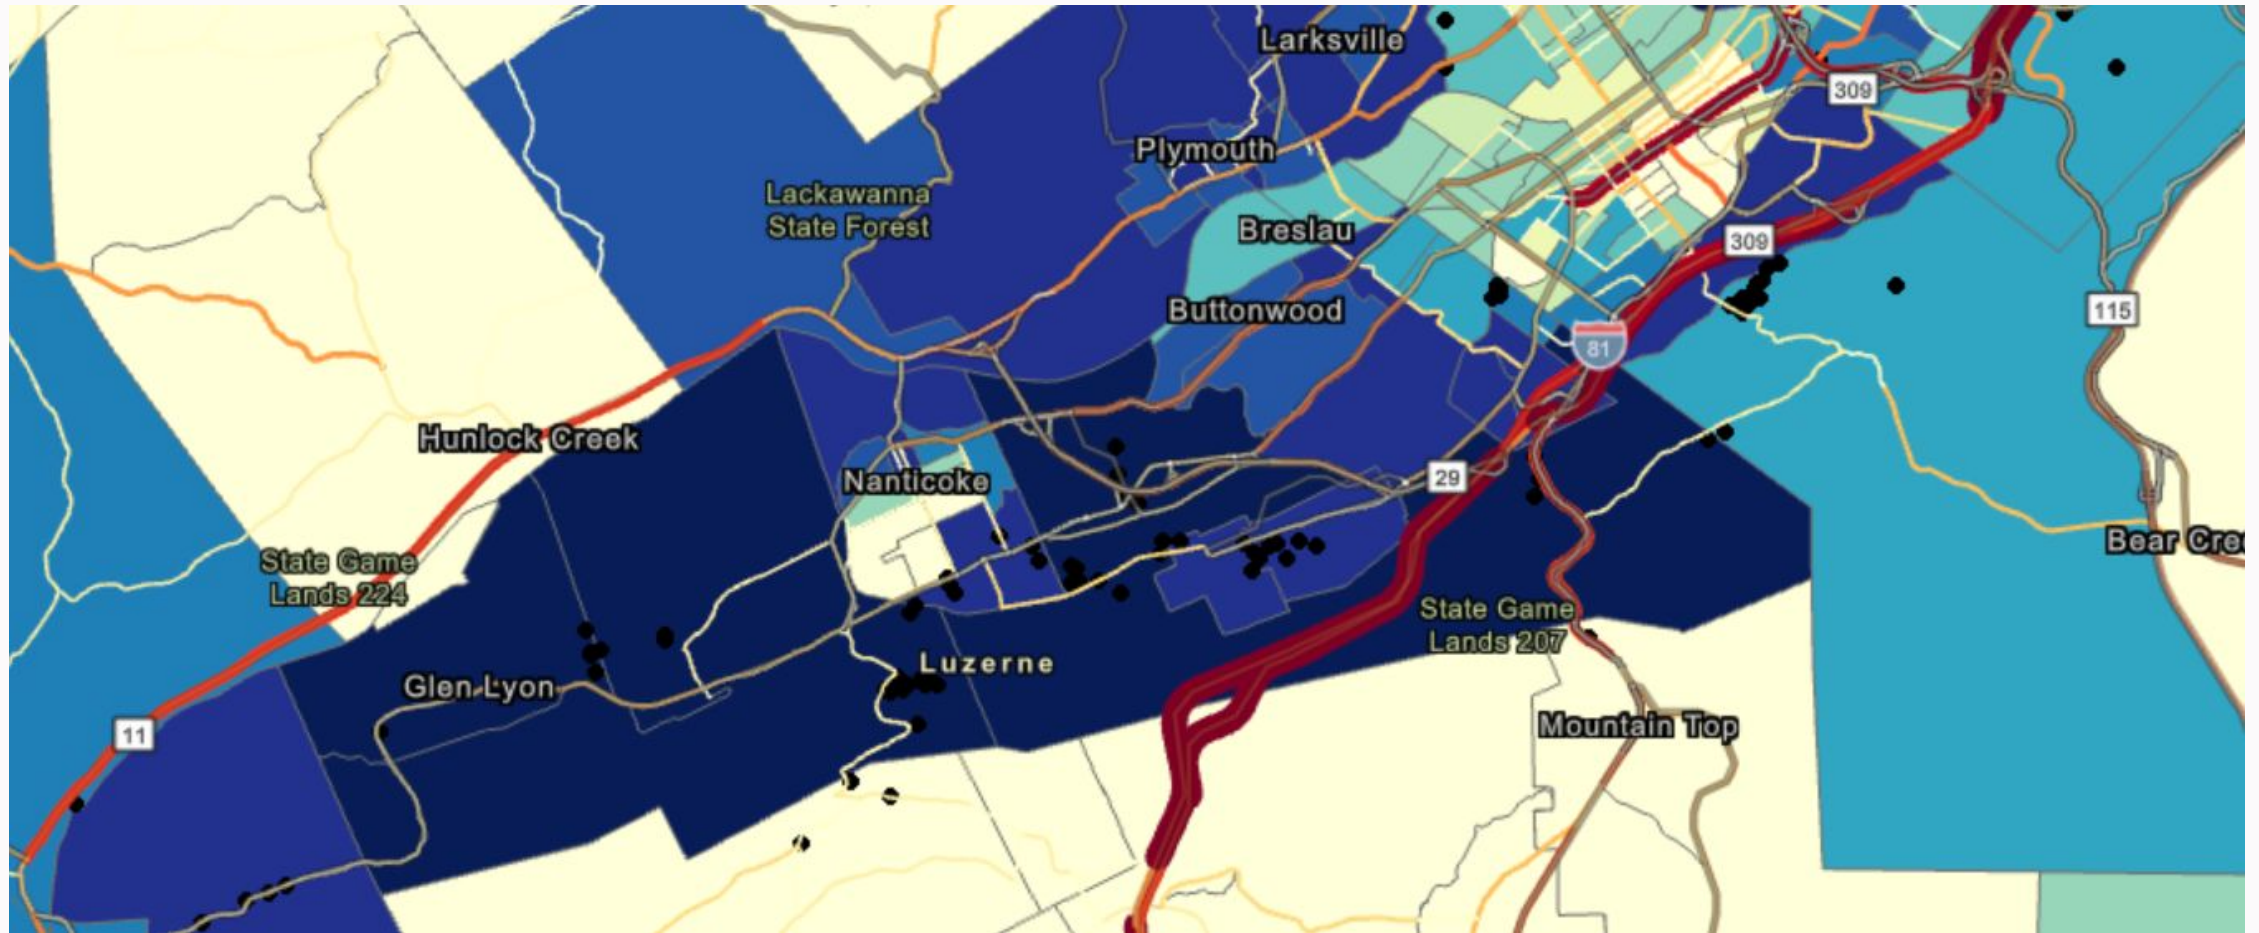 Larksville
309
Plymouth
Lackawanna
State Forest
Breslau
309
Buttonwood
115
81
Hunlock Creek
Nanticoke
29
Bear Cree
State Game
Lands 224
State Game
Lands 207
Luzerne
Glen Lyon
11
Mountain Top